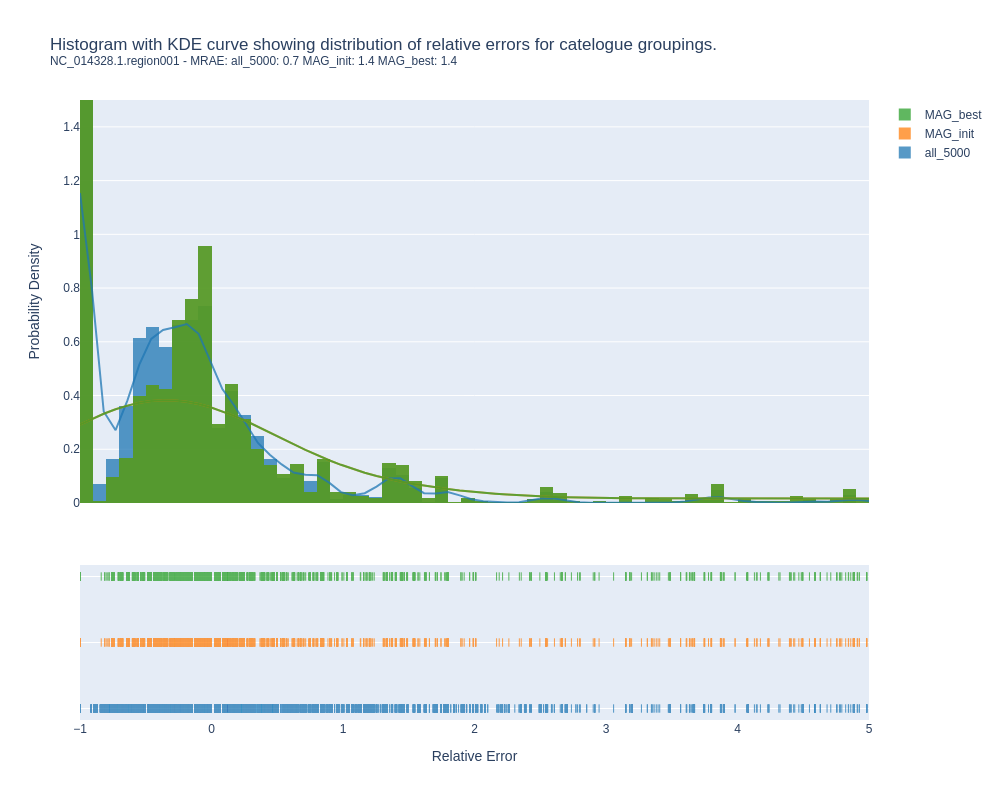 Histogram with KDE curve showing distribution of relative errors for catelogue groupings.
NC_014328.1.region001 - MRAE: all_5000: 0.7 MAG_init: 1.4 MAG_best: 1.4
MAG_best
MAG_init
all_5000
Probability Density
1.4
1.2
1
0.8
0.6
0.4
0.2
0
−1 0 1 2 3 4 5
Relative Error